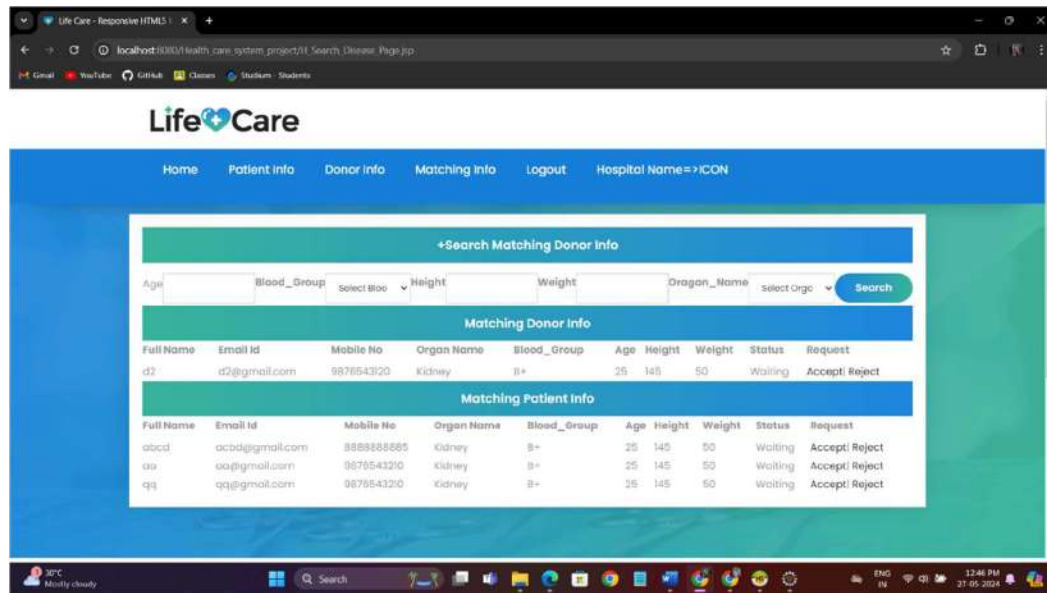 Life Care - Responsive HTML5
localhost:8080/Health_care_system_project/H_Search_Disease_Page.jsp
Gmail YouTube GitHub Classes Studium - Students
Life Care
Home Patient Info Donor Info Matching Info Logout Hospital Name=>ICON
+Search Matching Donor Info
Age Blood_Group Select Bloo Height Weight Oragan_Name Select Orga Search
Matching Donor Info
Full Name Email Id Mobile No Organ Name Blood_Group Age Height Weight Status Request
d2 d2@gmail.com 9876543120 Kidney B+ 25 145 50 Waiting Accept| Reject
Matching Patient Info
Full Name Email Id Mobile No Organ Name Blood_Group Age Height Weight Status Request
abcd acbd@gmail.com 8888888885 Kidney B+ 25 145 50 Waiting Accept| Reject
aa aa@gmail.com 9876543210 Kidney B+ 25 145 50 Waiting Accept| Reject
qq qq@gmail.com 9876543210 Kidney B+ 25 145 50 Waiting Accept| Reject
30°C
Mostly cloudy
Search
ENG
IN
12:46 PM
27-05-2024